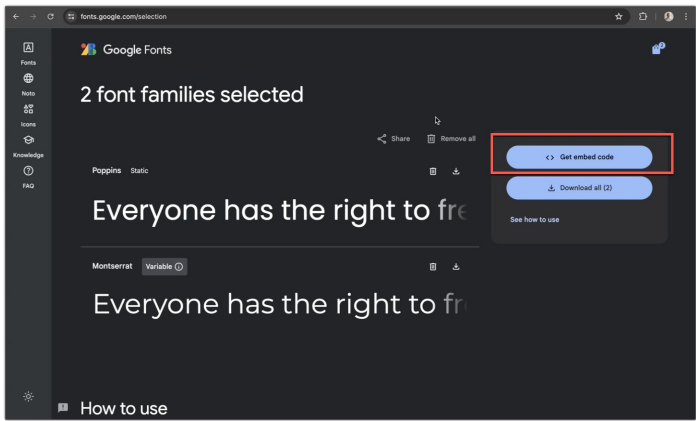 fonts.google.com/selection
Google Fonts
2
Fonts
Noto
Icons
Knowledge
FAQ
2 font families selected
Share
Remove all
<> Get embed code
Download all (2)
See how to use
Poppins Static
Everyone has the right to fre
Montserrat Variable
Everyone has the right to fr
How to use